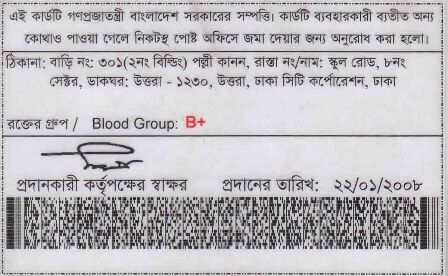 এই কার্ডটি গণপ্রজাতন্ত্রী বাংলাদেশ সরকারের সম্পত্তি। কার্ডটি ব্যবহারকারী ব্যতীত অন্য
কোথাও পাওয়া গেলে নিকটস্থ পোষ্ট অফিসে জমা দেয়ার জন্য অনুরোধ করা হলো।
ঠিকানা: বাড়ি নং: ৩০১(২নং বিল্ডিং) পল্লী কানন, রাস্তা নং/নাম: স্কুল রোড, ৮নং
সেক্টর, ডাকঘর: উত্তরা - ১২৩০, উত্তরা, ঢাকা সিটি কর্পোরেশন, ঢাকা
রক্তের গ্রুপ / Blood Group: B+
প্রদানকারী কর্তৃপক্ষের স্বাক্ষর প্রদানের তারিখ: ২২/০১/২০০৮